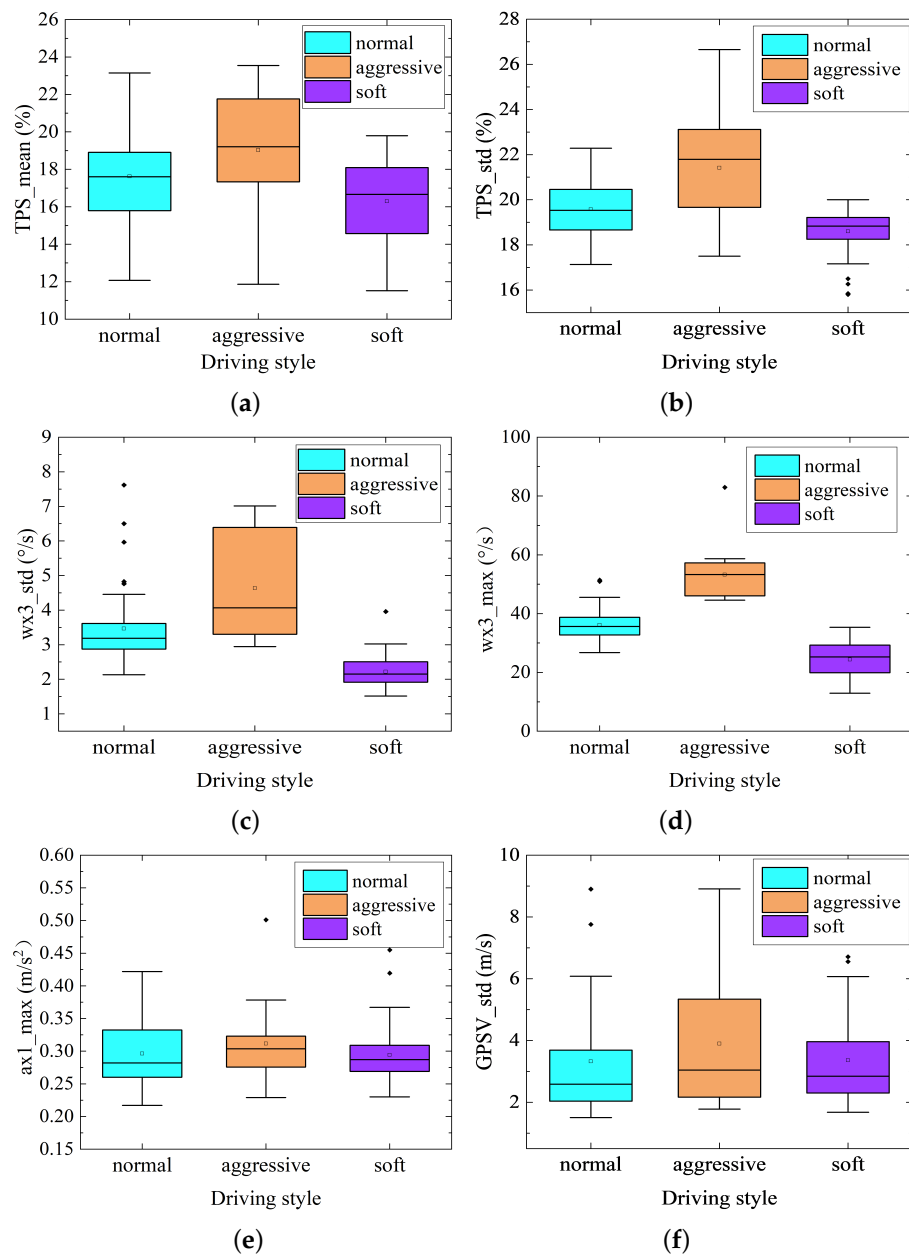 26
24
22
20
18
16
14
12
10
TPS_mean (%)
normal
aggressive
soft
normal aggressive soft
Driving style
(a)
28
26
24
22
20
18
16
TPS_std (%)
normal
aggressive
soft
normal aggressive soft
Driving style
(b)
9
8
7
6
5
4
3
2
1
wx3_std (°/s)
normal
aggressive
soft
normal aggressive soft
Driving style
(c)
100
80
60
40
20
0
wx3_max (°/s)
normal
aggressive
soft
normal aggressive soft
Driving style
(d)
0.60
0.55
0.50
0.45
0.40
0.35
0.30
0.25
0.20
0.15
ax1_max (m/s²)
normal
aggressive
soft
normal aggressive soft
Driving style
(e)
10
8
6
4
2
GPSV_std (m/s)
normal
aggressive
soft
normal aggressive soft
Driving style
(f)